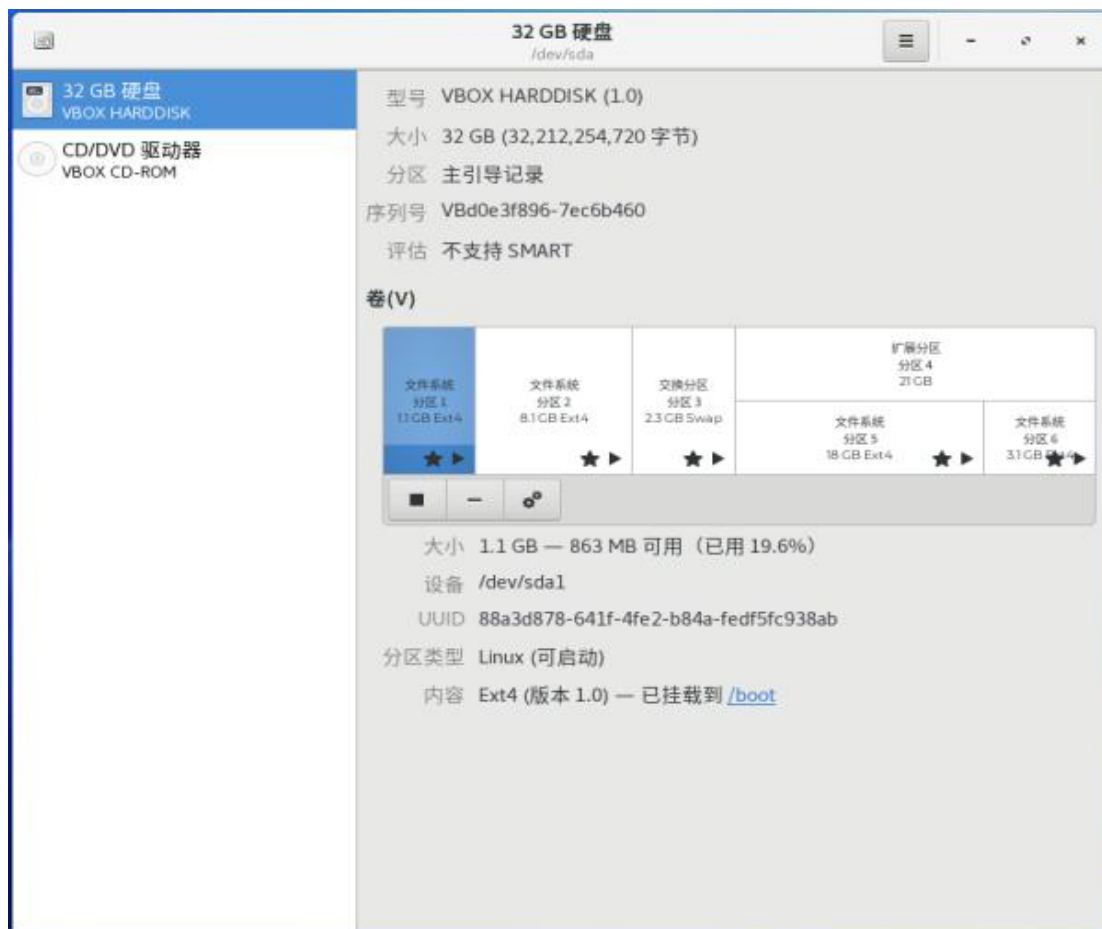 32 GB 硬盘
/dev/sda
32 GB 硬盘
VBOX HARDDISK
CD/DVD 驱动器
VBOX CD-ROM
型号 VBOX HARDDISK (1.0)
大小 32 GB (32,212,254,720 字节)
分区 主引导记录
序列号 VBd0e3f896-7ec6b460
评估 不支持 SMART
卷(V)
文件系统
分区 1
1.1 GB Ext4
文件系统
分区 2
8.1 GB Ext4
交换分区
分区 3
2.3 GB Swap
扩展分区
分区 4
21 GB
文件系统
分区 5
18 GB Ext4
文件系统
分区 6
3.1 GB
大小 1.1 GB — 863 MB 可用（已用 19.6%）
设备 /dev/sda1
UUID 88a3d878-641f-4fe2-b84a-fedf5fc938ab
分区类型 Linux (可启动)
内容 Ext4 (版本 1.0) — 已挂载到 /boot